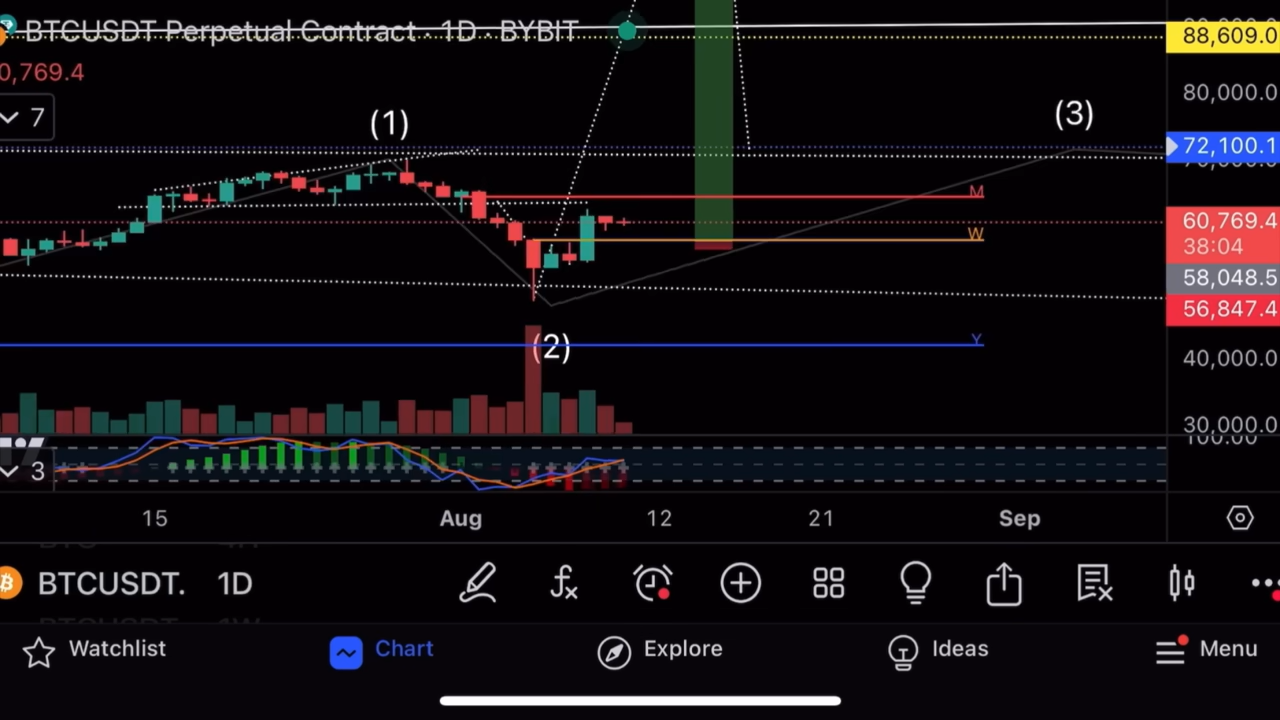 BTCUSDT Perpetual Contract · 1D · BYBIT
88,609.0
0,769.4
80,000.0
7
(1)
(3)
72,100.1
M
60,769.4
38:04
W
58,048.5
56,847.4
(2)
Y
40,000.0
30,000.0
100.00
3
15
Aug
12
21
Sep
BTCUSDT.
1D
Watchlist
Chart
Explore
Ideas
Menu